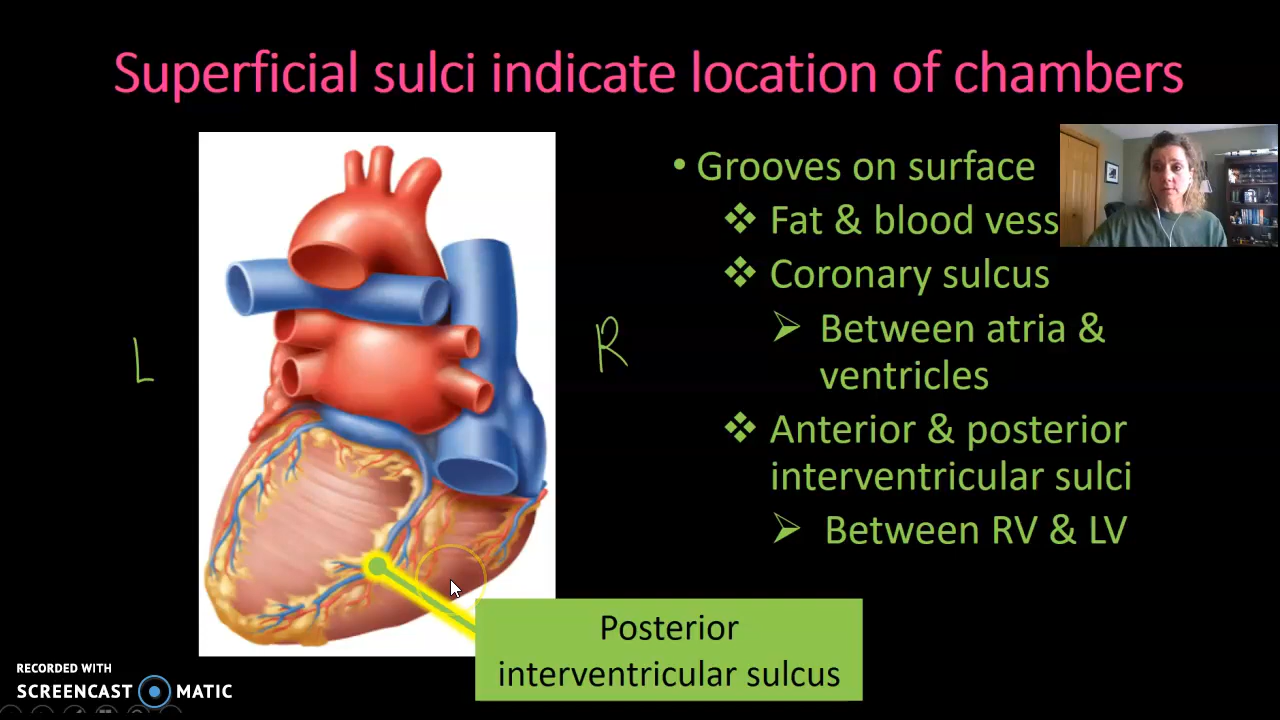 Superficial sulci indicate location of chambers
• Grooves on surface
❖ Fat & blood vess
❖ Coronary sulcus
➤ Between atria &
ventricles
❖ Anterior & posterior
interventricular sulci
➤ Between RV & LV
L
R
Posterior
interventricular sulcus
RECORDED WITH
SCREENCAST MATIC